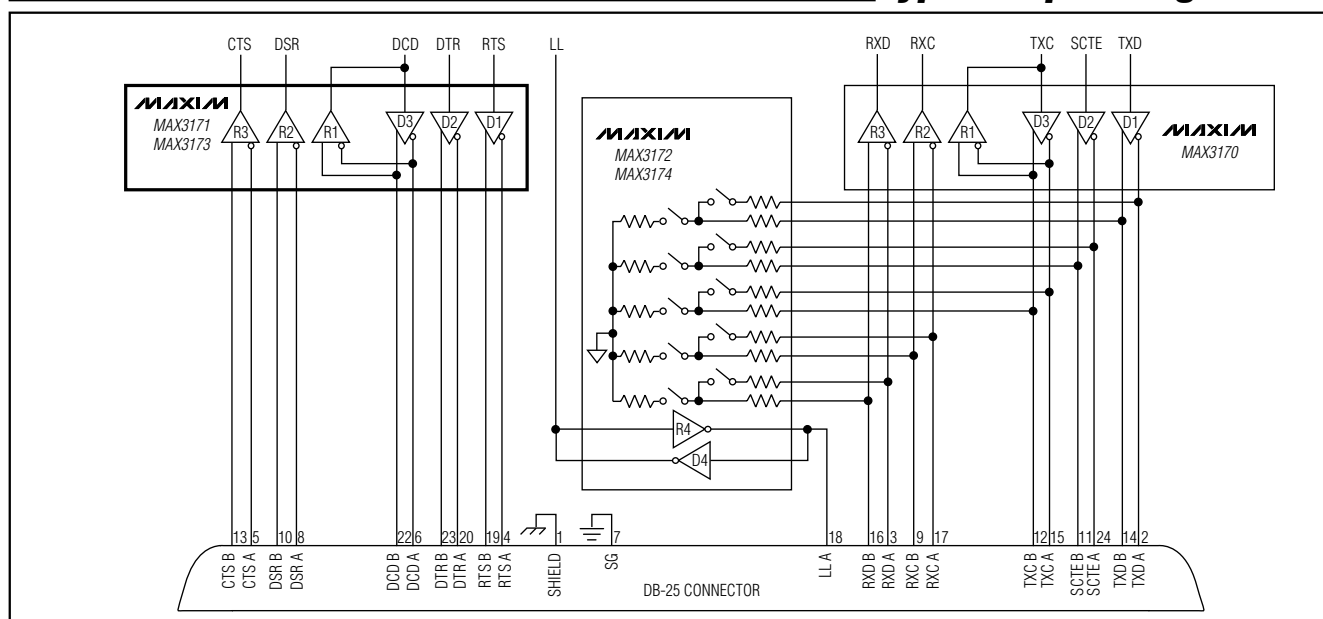 CTS DSR DCD DTR RTS LL RXD RXC TXC SCTE TXD
MAXIM
MAX3171
MAX3173
R3 R2 R1 D3 D2 D1
MAXIM
MAX3172
MAX3174
R3 R2 R1 D3 D2 D1
MAXIM
MAX3170
R4
D4
13 5 10 8 22 6 23 20 19 4 1 7 18 16 3 9 17 12 15 11 24 14 2
CTS B
CTS A
DSR B
DSR A
DCD B
DCD A
DTR B
DTR A
RTS B
RTS A
SHIELD
SG
LL A
RXD B
RXD A
RXC B
RXC A
TXC B
TXC A
SCTE B
SCTE A
TXD B
TXD A
DB-25 CONNECTOR